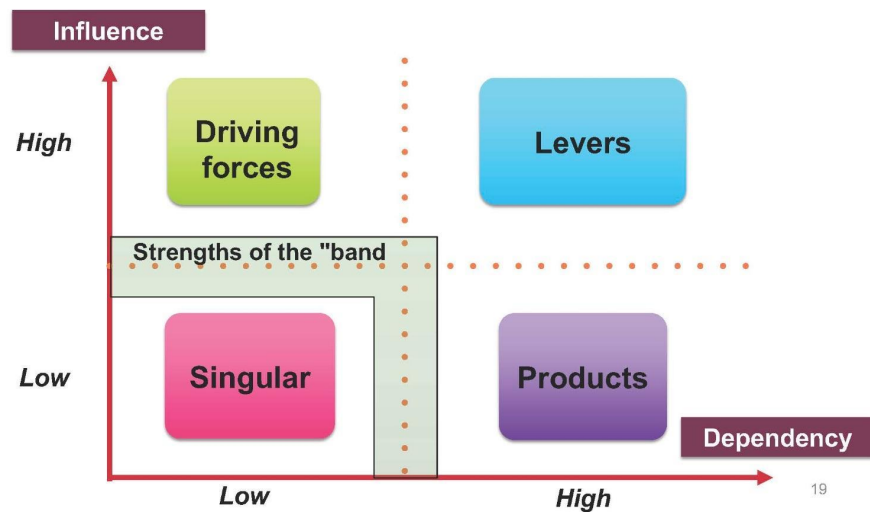 Influence
High
Driving
forces
Levers
Strengths of the "band
Low
Singular
Products
Dependency
Low
High
19